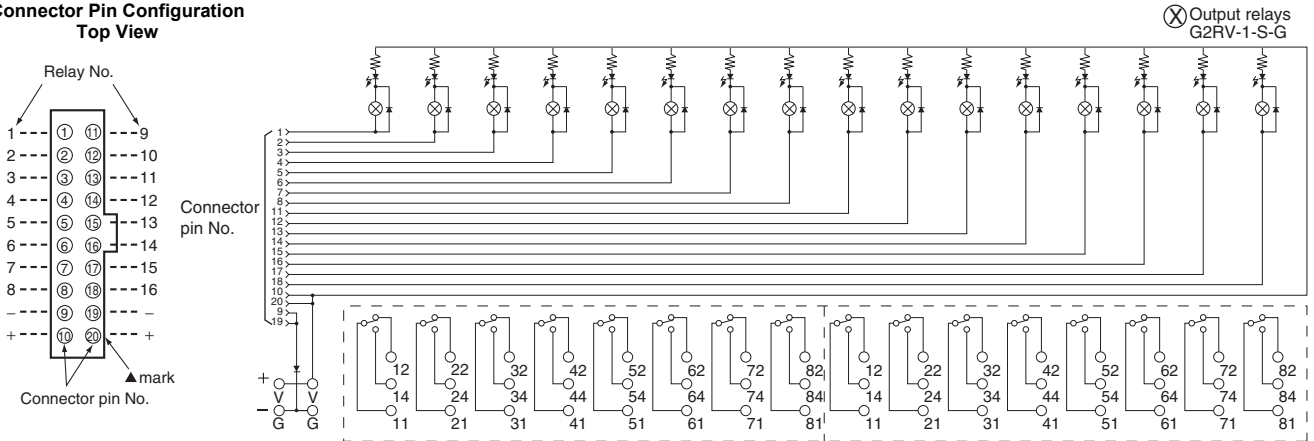 onnector Pin Configuration
Top View
Output relays
G2RV-1-S-G
Relay No.
1 1 11 9
2 2 12 10
3 3 13 11
4 4 14 12
5 5 15 13
6 6 16 14
7 7 17 15
8 8 18 16
– 9 19 –
+ 10 20 +
▲mark
Connector pin No.
Connector
pin No.
1
2
3
4
5
6
7
8
11
12
13
14
15
16
17
18
10
20
9
19
+
V V
–
G G
12 22 32 42 52 62 72 82 12 22 32 42 52 62 72 82
14 24 34 44 54 64 74 84 14 24 34 44 54 64 74 84
11 21 31 41 51 61 71 81 11 21 31 41 51 61 71 81